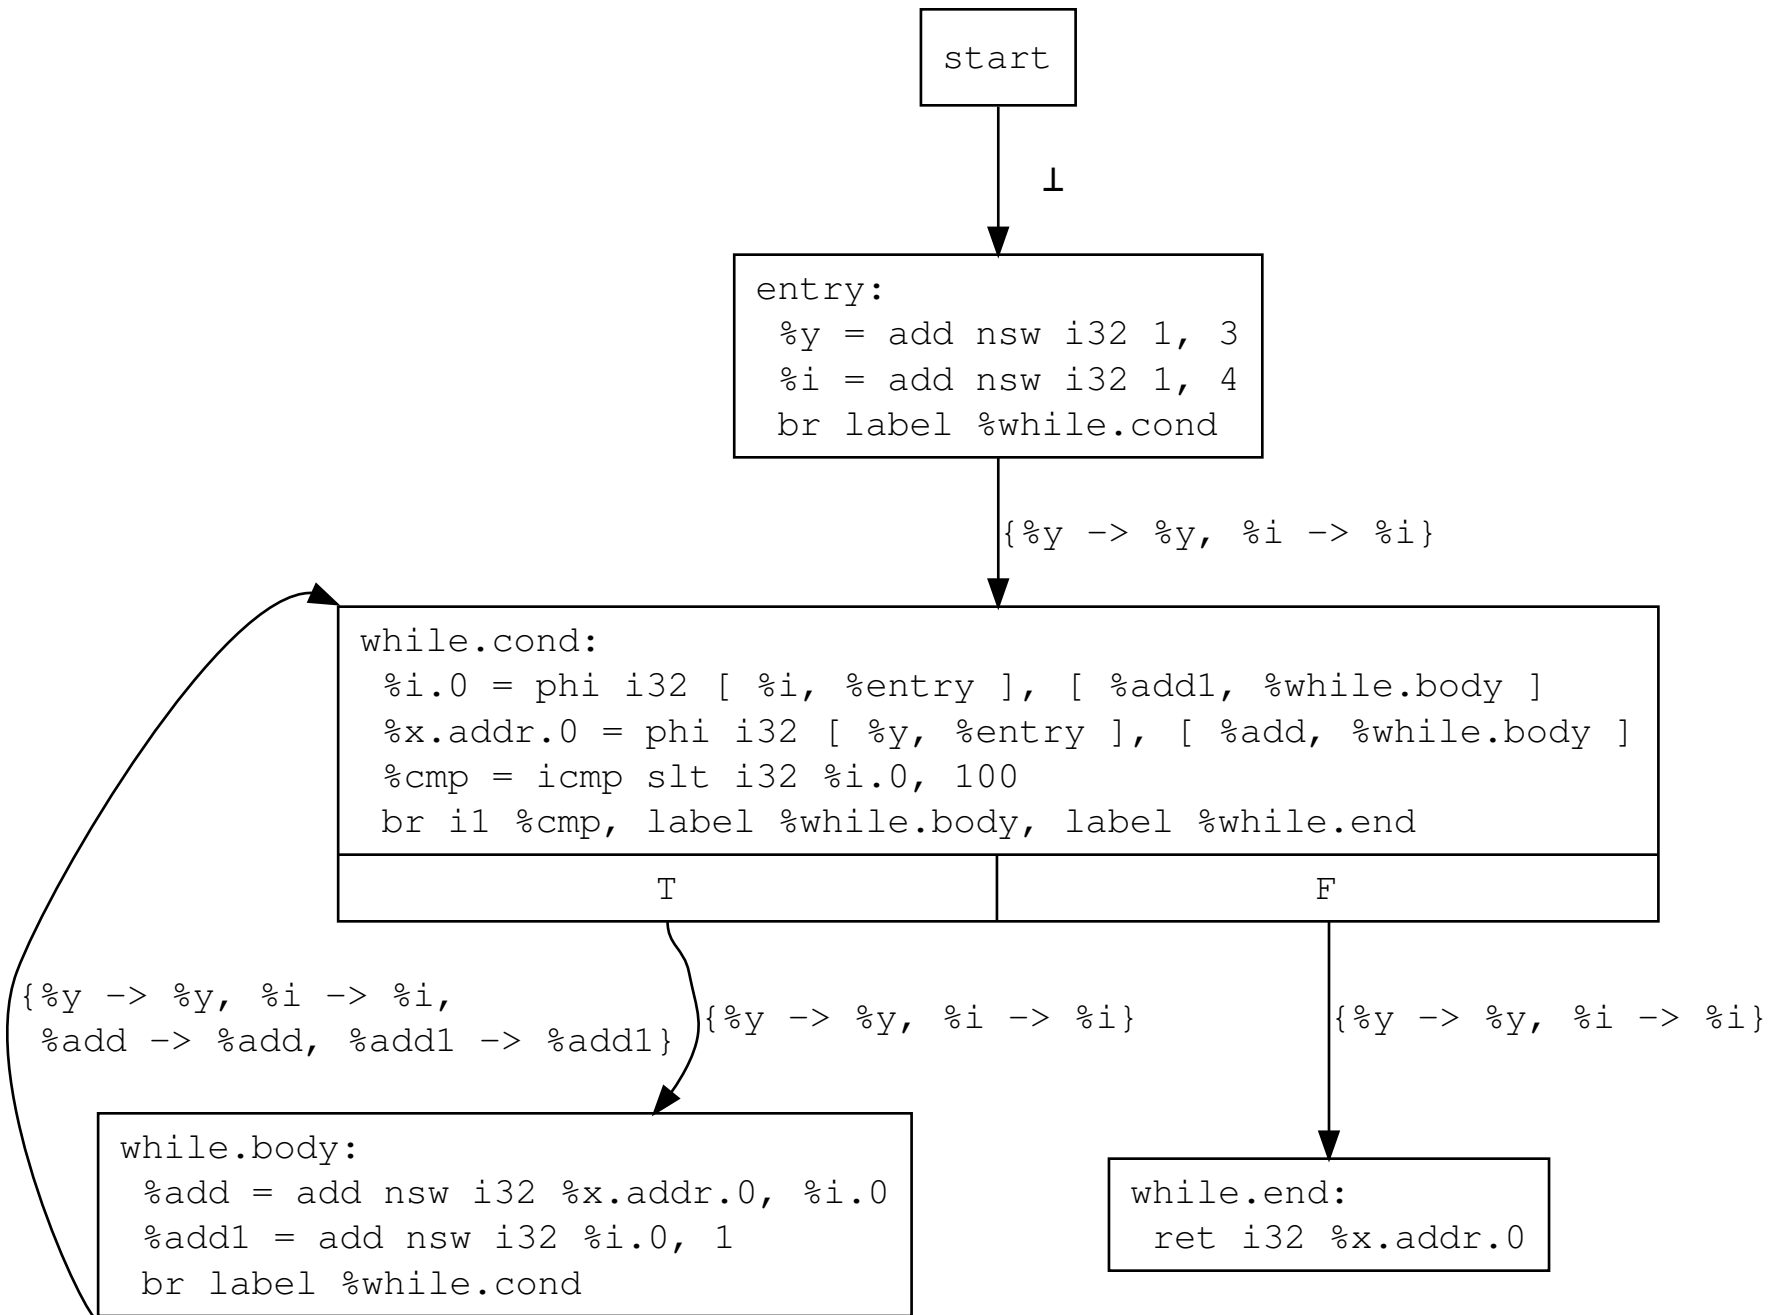 start
⊥
entry:
%y = add nsw i32 1, 3
%i = add nsw i32 1, 4
br label %while.cond
{%y -> %y, %i -> %i}
while.cond:
%i.0 = phi i32 [ %i, %entry ], [ %add1, %while.body ]
%x.addr.0 = phi i32 [ %y, %entry ], [ %add, %while.body ]
%cmp = icmp slt i32 %i.0, 100
br i1 %cmp, label %while.body, label %while.end
T
F
{%y -> %y, %i -> %i,
%add -> %add, %add1 -> %add1}
{%y -> %y, %i -> %i}
{%y -> %y, %i -> %i}
while.body:
%add = add nsw i32 %x.addr.0, %i.0
%add1 = add nsw i32 %i.0, 1
br label %while.cond
while.end:
ret i32 %x.addr.0